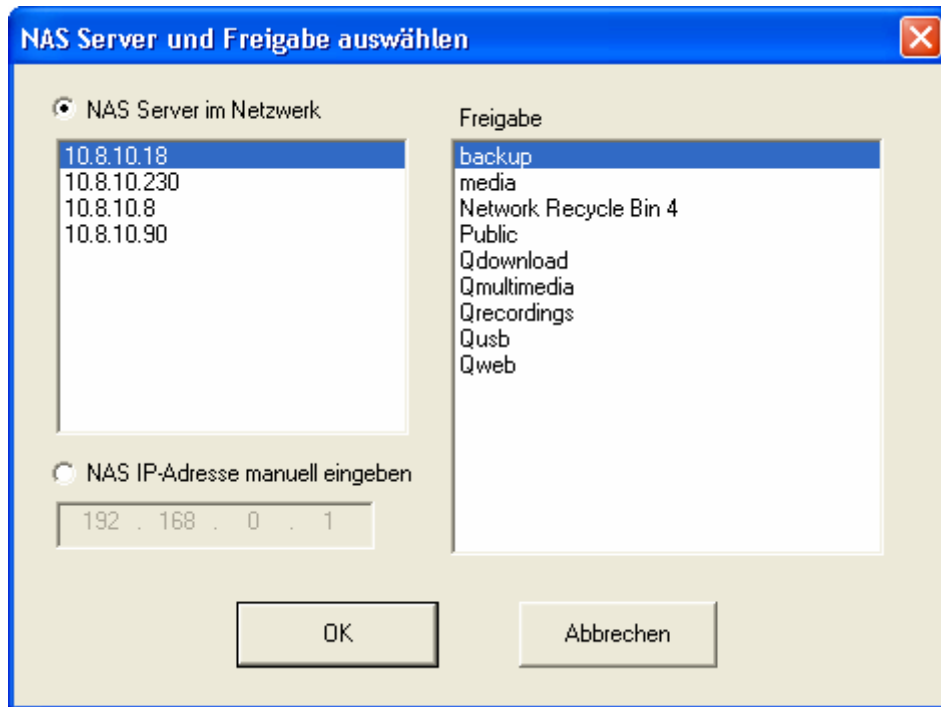 NAS Server und Freigabe auswählen
NAS Server im Netzwerk
10.8.10.18
10.8.10.230
10.8.10.8
10.8.10.90
NAS IP-Adresse manuell eingeben
192 . 168 . 0 . 1
Freigabe
backup
media
Network Recycle Bin 4
Public
Qdownload
Qmultimedia
Qrecordings
Qusb
Qweb
OK
Abbrechen